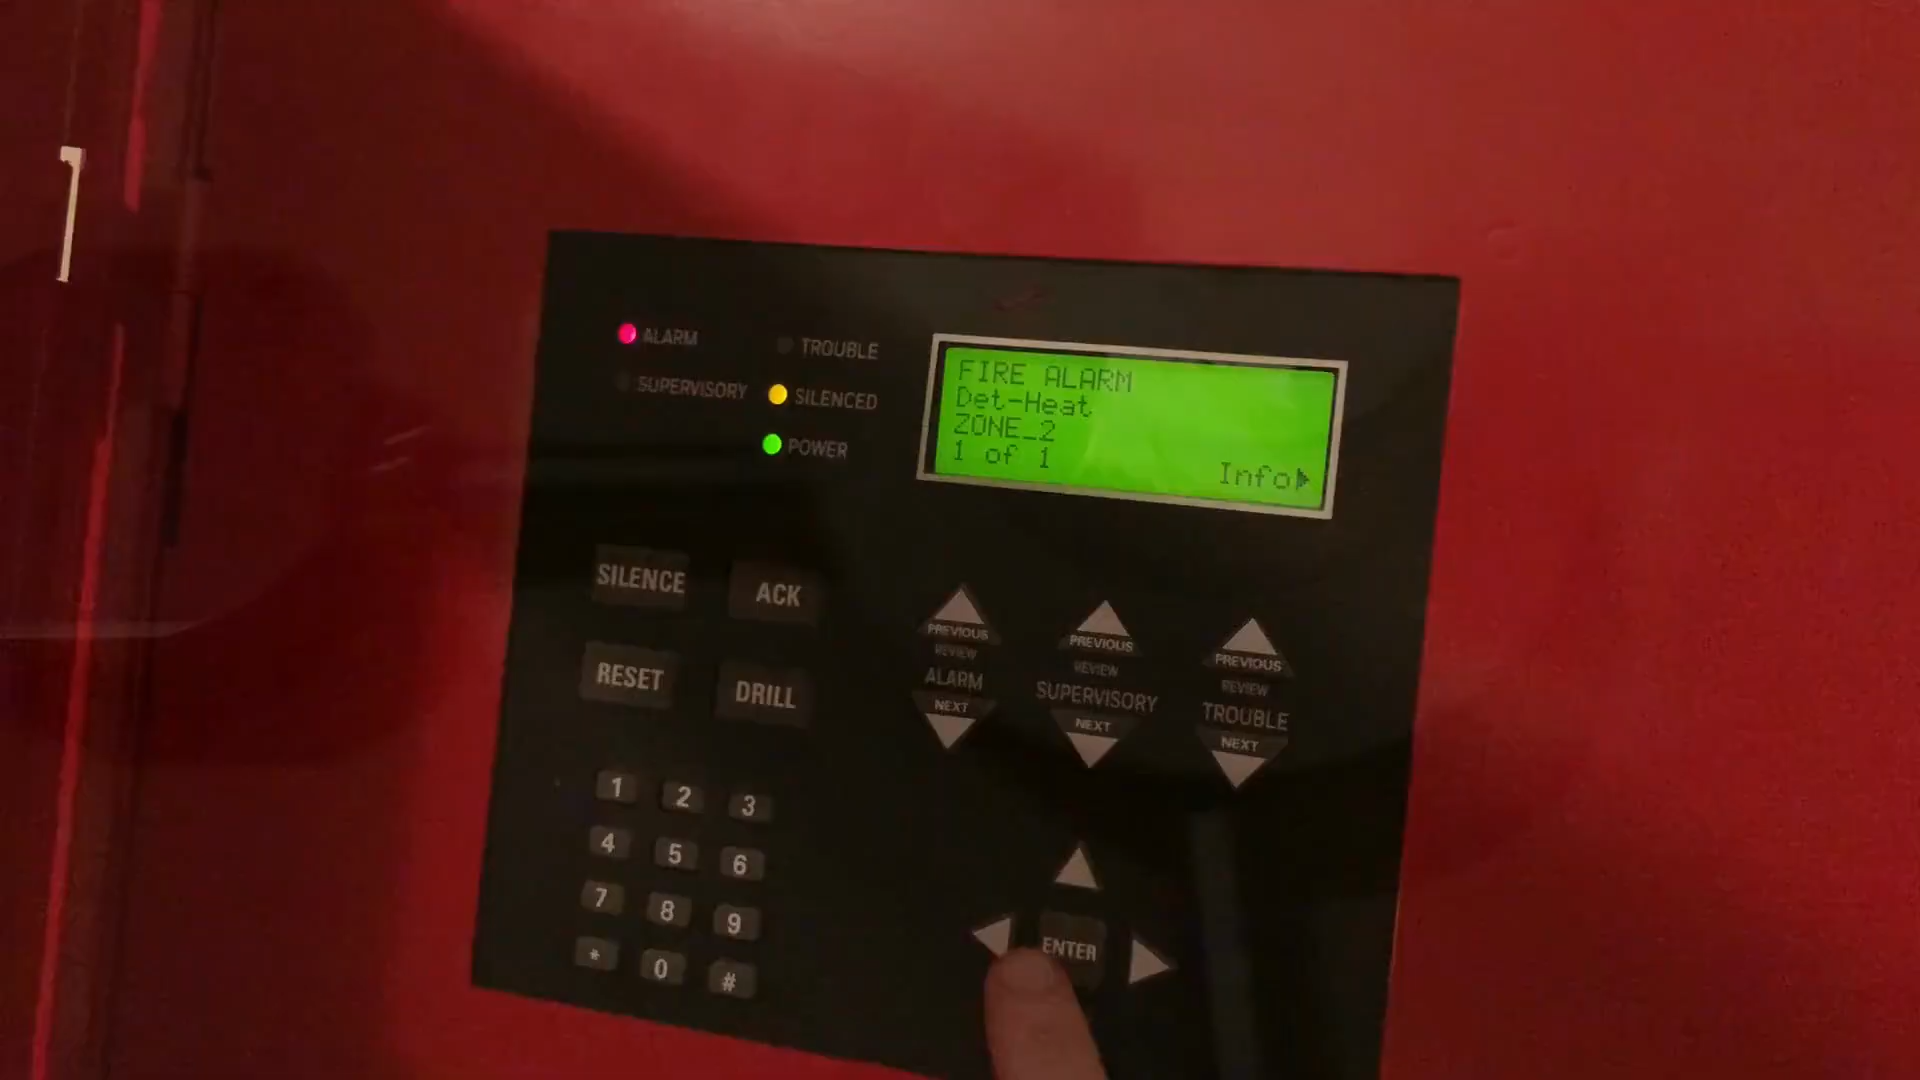 ALARM
TROUBLE
SUPERVISORY
SILENCED
POWER
FIRE ALARM
Det-Heat
ZONE_2
1 of 1
Info
SILENCE
ACK
RESET
DRILL
PREVIOUS
REVIEW
ALARM
NEXT
PREVIOUS
REVIEW
SUPERVISORY
NEXT
PREVIOUS
REVIEW
TROUBLE
NEXT
1 2 3
4 5 6
7 8 9
* 0 #
ENTER